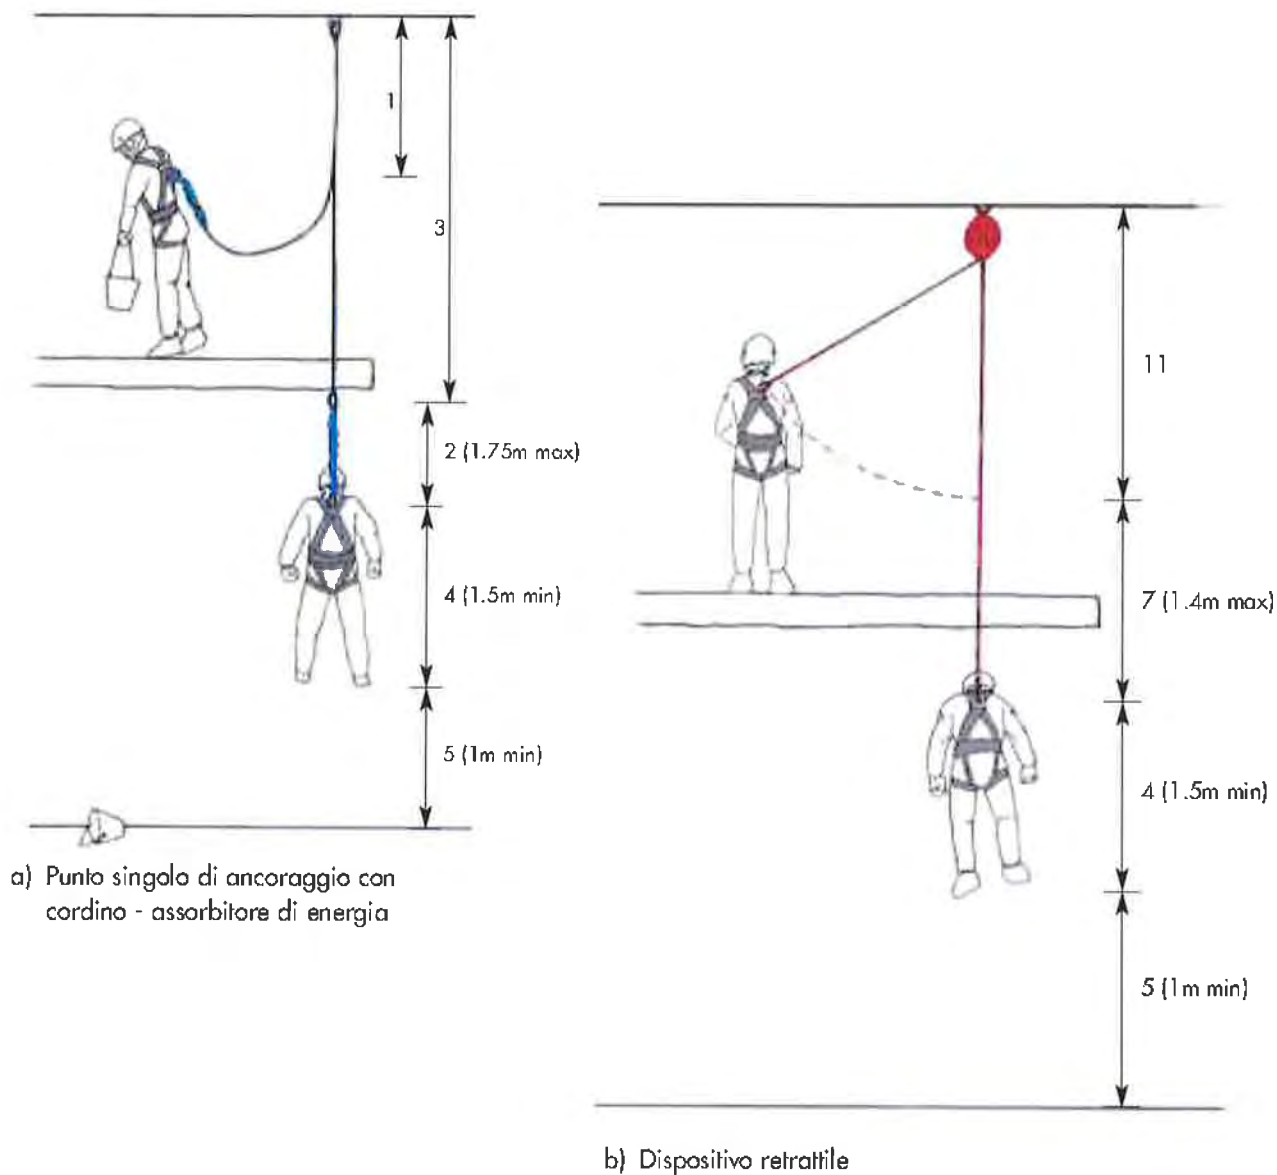 1
3
2 (1.75m max)
4 (1.5m min)
5 (1m min)
a) Punto singolo di ancoraggio con
cordino - assorbitore di energia
11
7 (1.4m max)
4 (1.5m min)
5 (1m min)
b) Dispositivo retrattile